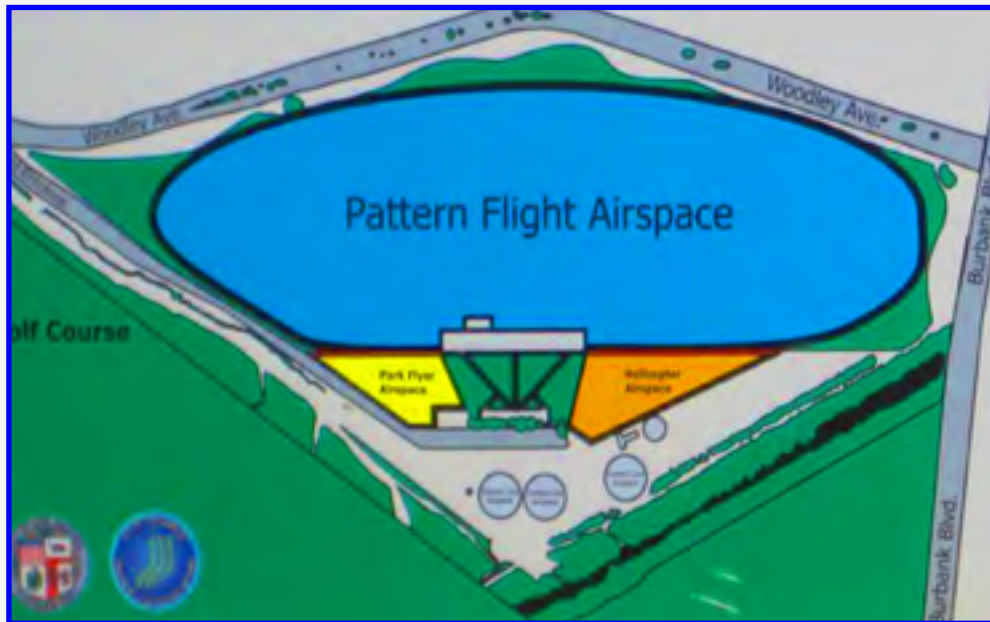 Woodley Ave.
Woodley Ave.
Pattern Flight Airspace
Burbank Bl
olf Course
Park Flyer
Airspace
Helicopter
Airspace
Burbank Blvd.